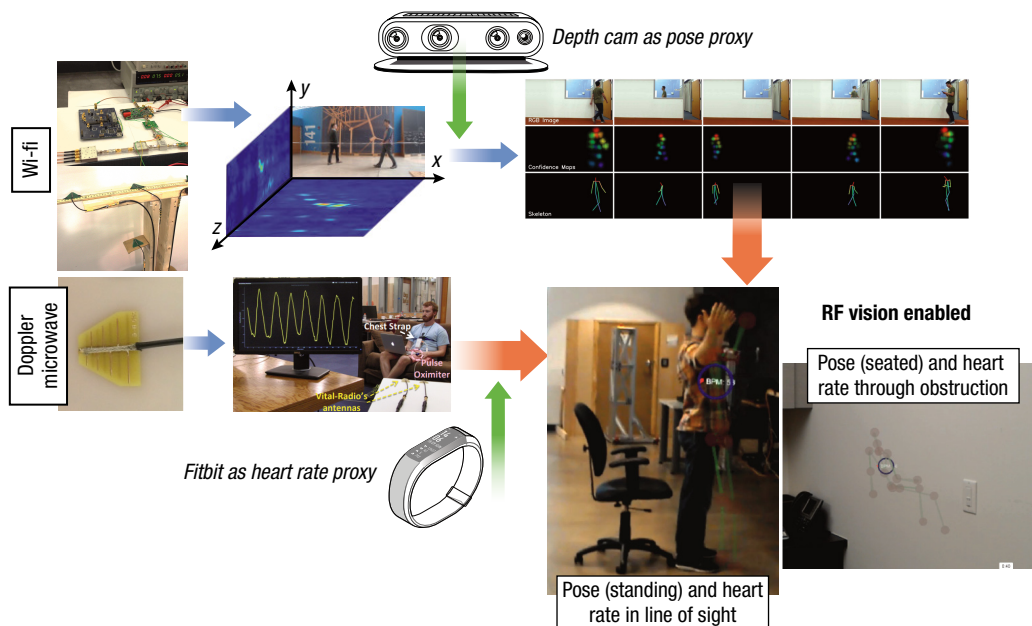 Depth cam as pose proxy
Wi-fi
y
x
z
141
RGB Image
Confidence Maps
Skeleton
Doppler
microwave
Chest Strap
Pulse
Oximiter
Vital-Radio's
antennas
Fitbit as heart rate proxy
RF vision enabled
Pose (seated) and heart
rate through obstruction
BPM:
Pose (standing) and heart
rate in line of sight